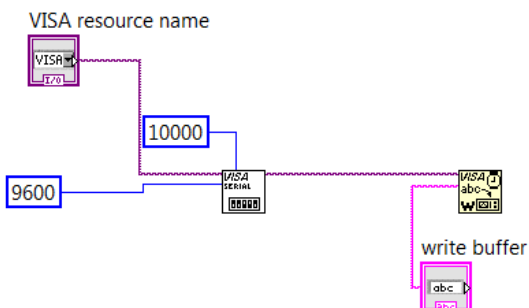 VISA resource name
VISA
I/O
10000
9600
VISA
SERIAL
VISA
abc
W
write buffer
abc
abc